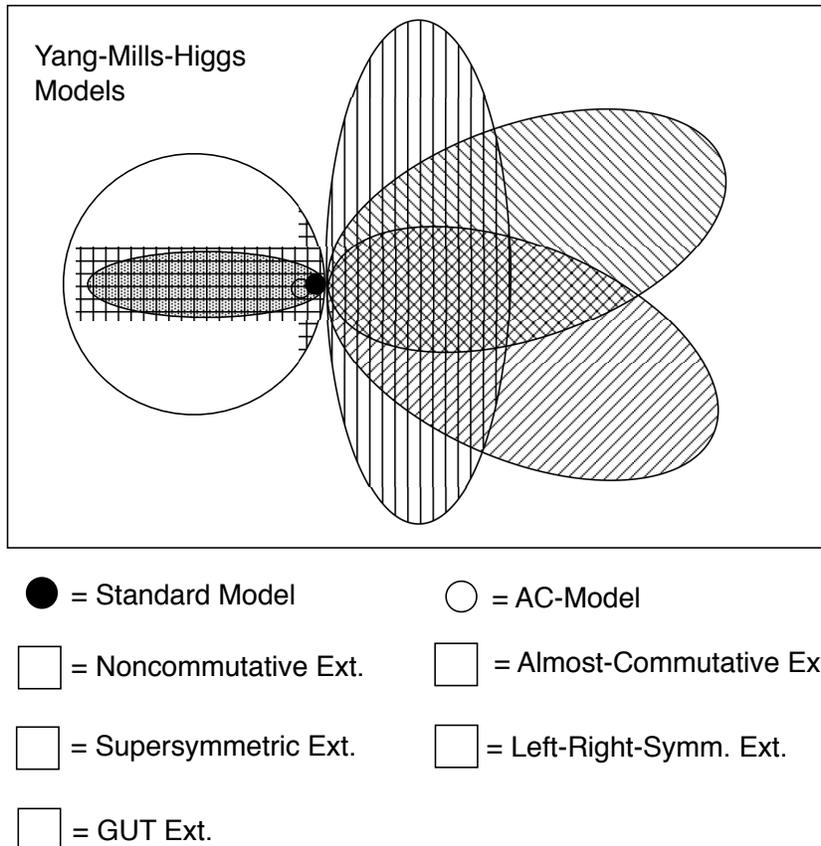 Yang-Mills-Higgs
Models
= Standard Model
= AC-Model
= Noncommutative Ext.
= Almost-Commutative Ex
= Supersymmetric Ext.
= Left-Right-Symm. Ext.
= GUT Ext.